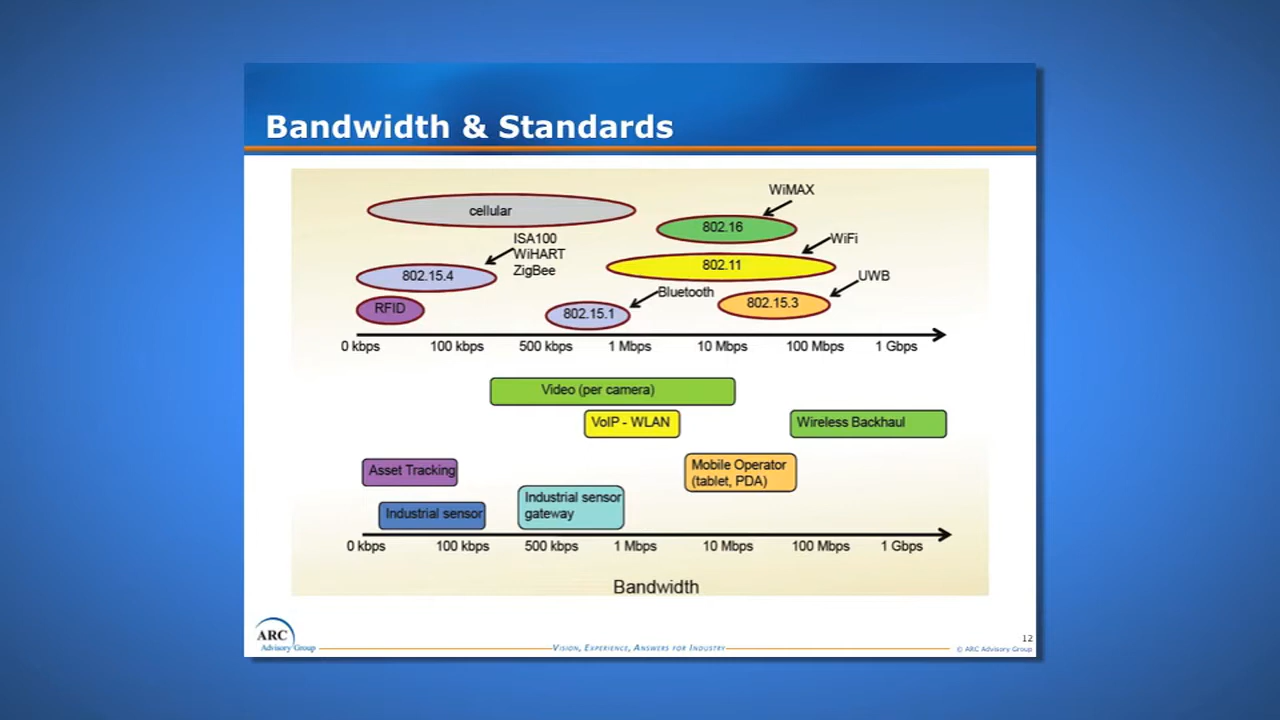 Bandwidth & Standards
WiMAX
cellular
802.16
ISA100
WiHART
ZigBee
WiFi
802.11
802.15.4
UWB
Bluetooth
802.15.3
RFID
802.15.1
0 kbps 100 kbps 500 kbps 1 Mbps 10 Mbps 100 Mbps 1 Gbps
Video (per camera)
VoIP - WLAN
Wireless Backhaul
Asset Tracking
Mobile Operator
(tablet, PDA)
Industrial sensor
Industrial sensor
gateway
0 kbps 100 kbps 500 kbps 1 Mbps 10 Mbps 100 Mbps 1 Gbps
Bandwidth
ARC
Advisory Group
Vision, Experience, Answers for Industry
12
© ARC Advisory Group